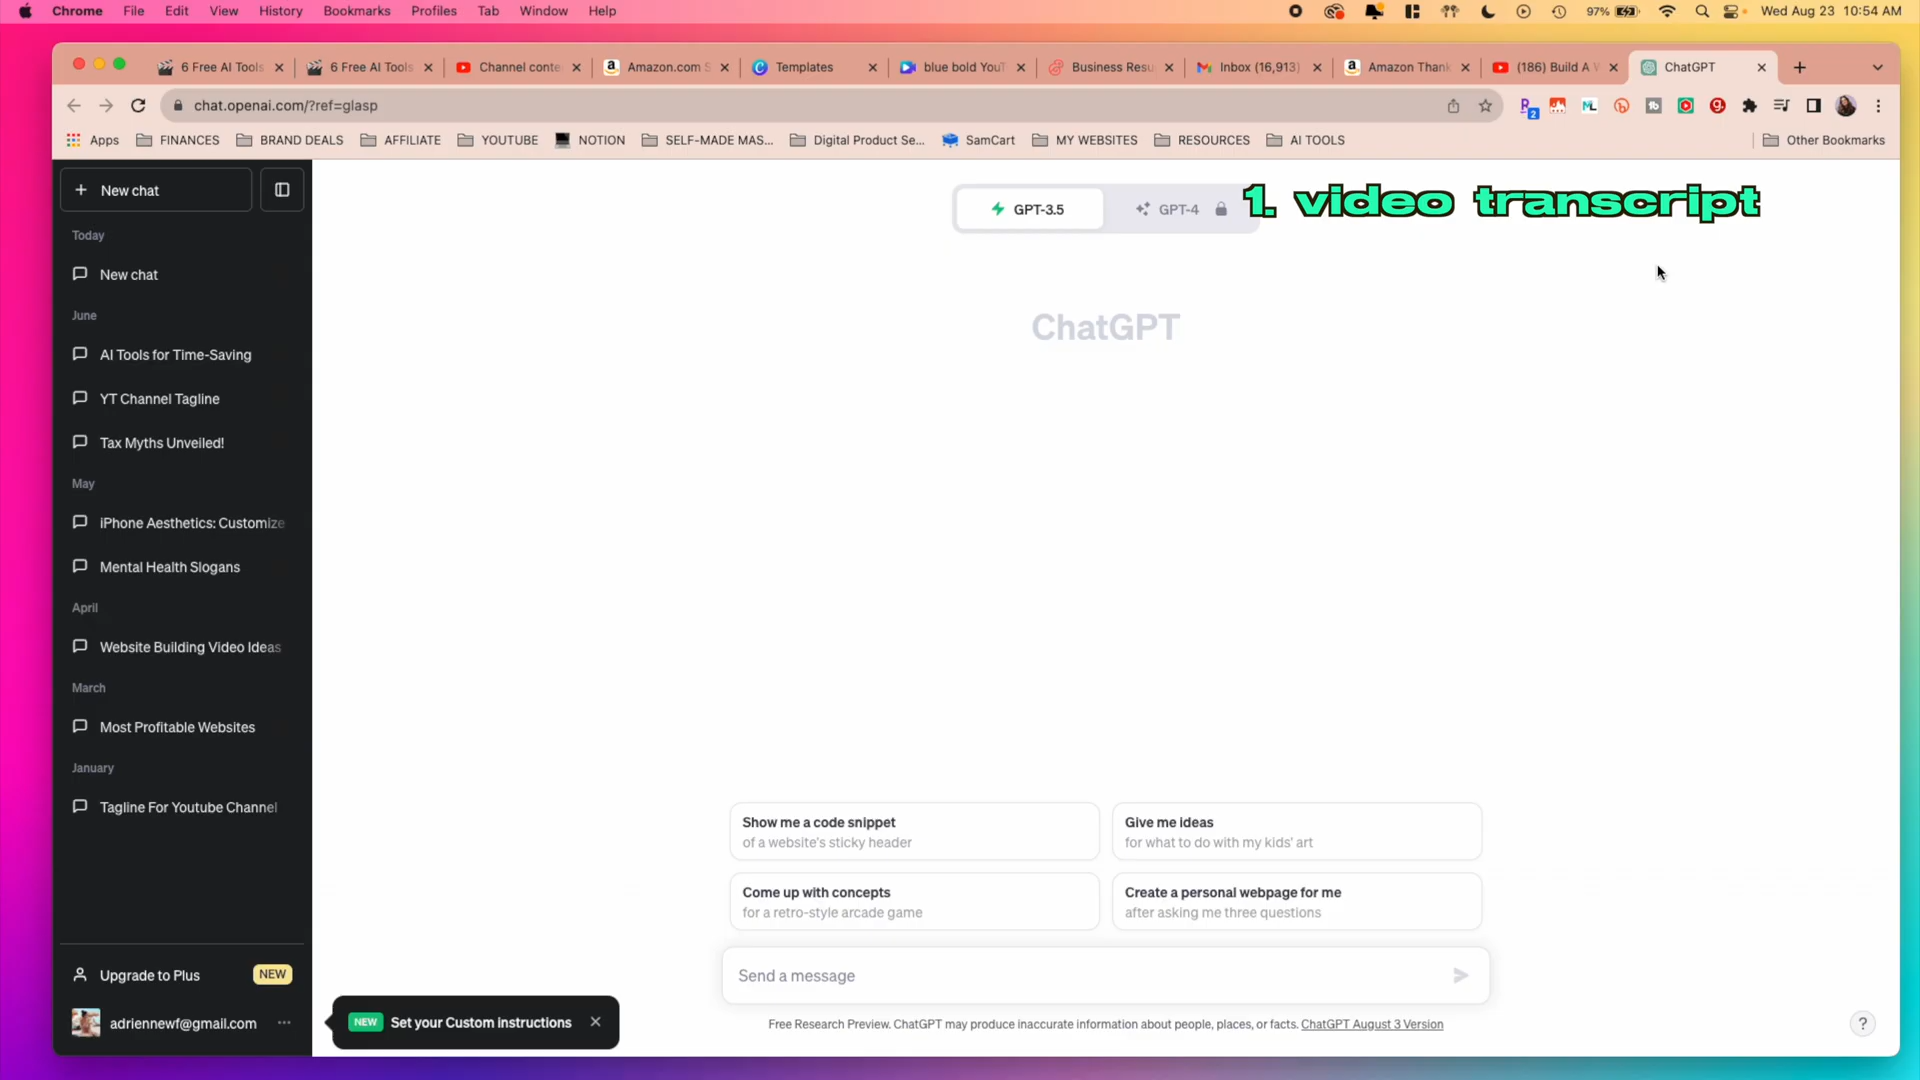 Chrome File Edit View History Bookmarks Profiles Tab Window Help 97% Wed Aug 23 10:54 AM
6 Free AI Tools 6 Free AI Tools Channel conte Amazon.com S Templates blue bold YouT Business Resu Inbox (16,913) Amazon Thank (186) Build A W ChatGPT
chat.openai.com/?ref=glasp
Apps FINANCES BRAND DEALS AFFILIATE YOUTUBE NOTION SELF-MADE MAS... Digital Product Se... SamCart MY WEBSITES RESOURCES AI TOOLS Other Bookmarks
New chat
GPT-3.5 GPT-4
1. video transcript
Today
New chat
June
AI Tools for Time-Saving
YT Channel Tagline
Tax Myths Unveiled!
May
iPhone Aesthetics: Customize
Mental Health Slogans
April
Website Building Video Ideas
March
Most Profitable Websites
January
Tagline For Youtube Channel
Upgrade to Plus NEW
adriennewf@gmail.com ...
ChatGPT
Show me a code snippet
of a website's sticky header
Give me ideas
for what to do with my kids' art
Come up with concepts
for a retro-style arcade game
Create a personal webpage for me
after asking me three questions
Send a message
NEW Set your Custom instructions
Free Research Preview. ChatGPT may produce inaccurate information about people, places, or facts. ChatGPT August 3 Version
?